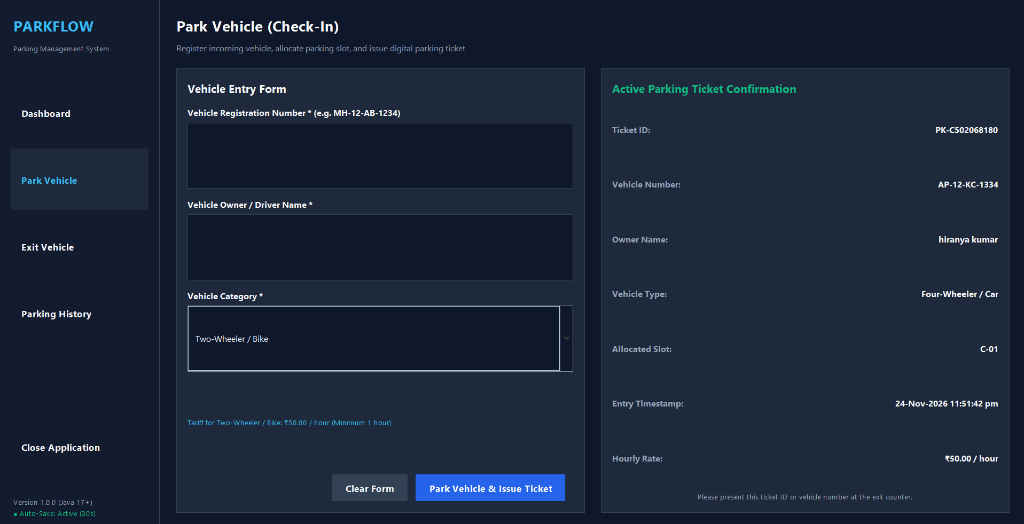 PARKFLOW
Parking Management System
Dashboard
Park Vehicle
Exit Vehicle
Parking History
Close Application
Version 1.0.0 (Java 17+)
● Auto-Save: Active (30s)
Park Vehicle (Check-In)
Register incoming vehicle, allocate parking slot, and issue digital parking ticket
Vehicle Entry Form
Vehicle Registration Number * (e.g. MH-12-AB-1234)
Vehicle Owner / Driver Name *
Vehicle Category *
Two-Wheeler / Bike
Tariff for Two-Wheeler / Bike: ₹50.00 / hour (Minimum 1 hour)
Clear Form
Park Vehicle & Issue Ticket
Active Parking Ticket Confirmation
Ticket ID: PK-C502068180
Vehicle Number: AP-12-KC-1334
Owner Name: hiranya kumar
Vehicle Type: Four-Wheeler / Car
Allocated Slot: C-01
Entry Timestamp: 24-Nov-2026 11:51:42 pm
Hourly Rate: ₹50.00 / hour
Please present this ticket ID or vehicle number at the exit counter.